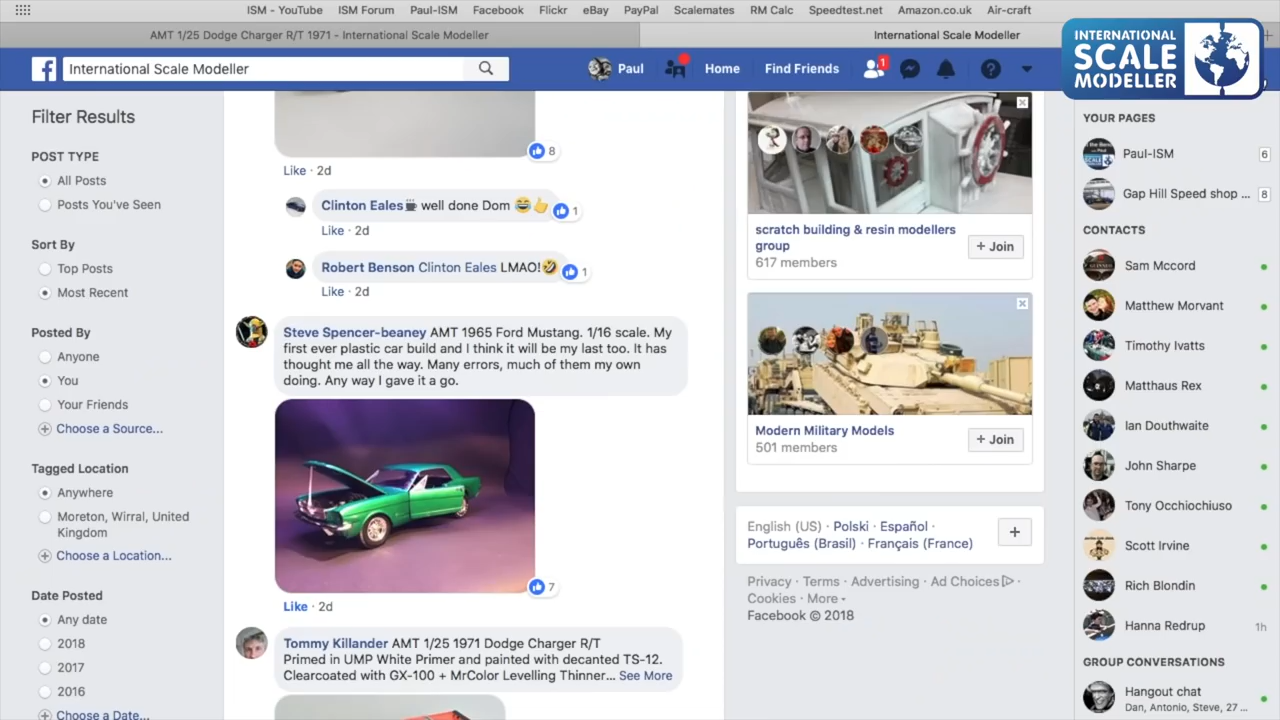 ISM - YouTube ISM Forum Paul-ISM Facebook Flickr eBay PayPal Scalemates RM Calc Speedtest.net Amazon.co.uk Air-craft
AMT 1/25 Dodge Charger R/T 1971 - International Scale Modeller
International Scale Modeller
INTERNATIONAL
SCALE
MODELLER
International Scale Modeller
Paul
Home
Find Friends
1
Filter Results
POST TYPE
All Posts
Posts You've Seen
Sort By
Top Posts
Most Recent
Posted By
Anyone
You
Your Friends
Choose a Source...
Tagged Location
Anywhere
Moreton, Wirral, United
Kingdom
Choose a Location...
Date Posted
Any date
2018
2017
2016
Choose a Date...
8
Like · 2d
Clinton Eales☕ well done Dom 😂👍
1
Like · 2d
Robert Benson Clinton Eales LMAO!🤣
1
Like · 2d
Steve Spencer-beaney AMT 1965 Ford Mustang. 1/16 scale. My
first ever plastic car build and I think it will be my last too. It has
thought me all the way. Many errors, much of them my own
doing. Any way I gave it a go.
7
Like · 2d
Tommy Killander AMT 1/25 1971 Dodge Charger R/T
Primed in UMP White Primer and painted with decanted TS-12.
Clearcoated with GX-100 + MrColor Levelling Thinner... See More
scratch building & resin modellers
group
617 members
+ Join
Modern Military Models
501 members
+ Join
English (US) · Polski · Español ·
Português (Brasil) · Français (France)
Privacy · Terms · Advertising · Ad Choices ·
Cookies · More
Facebook © 2018
YOUR PAGES
Paul-ISM 6
Gap Hill Speed shop ... 8
CONTACTS
Sam Mccord
Matthew Morvant
Timothy Ivatts
Matthaus Rex
Ian Douthwaite
John Sharpe
Tony Occhiochiuso
Scott Irvine
Rich Blondin
Hanna Redrup 1h
GROUP CONVERSATIONS
Hangout chat
Dan, Antonio, Steve, 27 ...